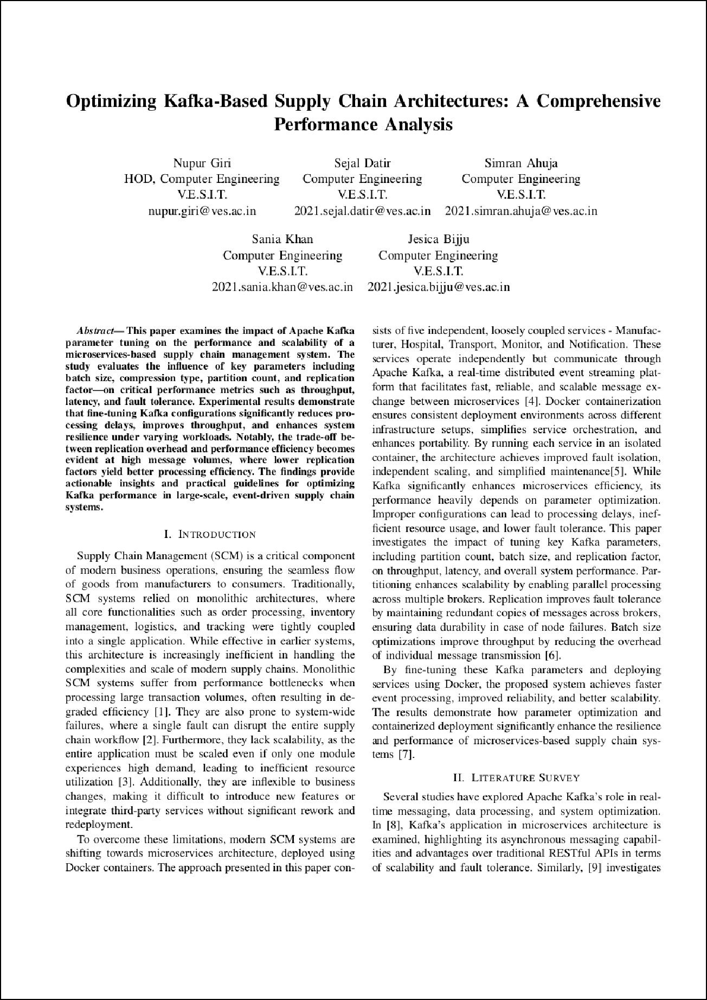 Optimizing Kafka-Based Supply Chain Architectures: A Comprehensive
Performance Analysis
Nupur Giri
HOD, Computer Engineering
V.E.S.I.T.
nupur.giri@ves.ac.in
Sejal Datir
Computer Engineering
V.E.S.I.T.
2021.sejal.datir@ves.ac.in
Simran Ahuja
Computer Engineering
V.E.S.I.T.
2021.simran.ahuja@ves.ac.in
Sania Khan
Computer Engineering
V.E.S.I.T.
2021.sania.khan@ves.ac.in
Jesica Bijju
Computer Engineering
V.E.S.I.T.
2021.jesica.bijju@ves.ac.in
Abstract— This paper examines the impact of Apache Kafka
parameter tuning on the performance and scalability of a
microservices-based supply chain management system. The
study evaluates the influence of key parameters including
batch size, compression type, partition count, and replication
factor—on critical performance metrics such as throughput,
latency, and fault tolerance. Experimental results demonstrate
that fine-tuning Kafka configurations significantly reduces pro-
cessing delays, improves throughput, and enhances system
resilience under varying workloads. Notably, the trade-off be-
tween replication overhead and performance efficiency becomes
evident at high message volumes, where lower replication
factors yield better processing efficiency. The findings provide
actionable insights and practical guidelines for optimizing
Kafka performance in large-scale, event-driven supply chain
systems.
I. INTRODUCTION
Supply Chain Management (SCM) is a critical component
of modern business operations, ensuring the seamless flow
of goods from manufacturers to consumers. Traditionally,
SCM systems relied on monolithic architectures, where
all core functionalities such as order processing, inventory
management, logistics, and tracking were tightly coupled
into a single application. While effective in earlier systems,
this architecture is increasingly inefficient in handling the
complexities and scale of modern supply chains. Monolithic
SCM systems suffer from performance bottlenecks when
processing large transaction volumes, often resulting in de-
graded efficiency [1]. They are also prone to system-wide
failures, where a single fault can disrupt the entire supply
chain workflow [2]. Furthermore, they lack scalability, as the
entire application must be scaled even if only one module
experiences high demand, leading to inefficient resource
utilization [3]. Additionally, they are inflexible to business
changes, making it difficult to introduce new features or
integrate third-party services without significant rework and
redeployment.
To overcome these limitations, modern SCM systems are
shifting towards microservices architecture, deployed using
Docker containers. The approach presented in this paper con-
sists of five independent, loosely coupled services - Manufac-
turer, Hospital, Transport, Monitor, and Notification. These
services operate independently but communicate through
Apache Kafka, a real-time distributed event streaming plat-
form that facilitates fast, reliable, and scalable message ex-
change between microservices [4]. Docker containerization
ensures consistent deployment environments across different
infrastructure setups, simplifies service orchestration, and
enhances portability. By running each service in an isolated
container, the architecture achieves improved fault isolation,
independent scaling, and simplified maintenance[5]. While
Kafka significantly enhances microservices efficiency, its
performance heavily depends on parameter optimization.
Improper configurations can lead to processing delays, inef-
ficient resource usage, and lower fault tolerance. This paper
investigates the impact of tuning key Kafka parameters,
including partition count, batch size, and replication factor,
on throughput, latency, and overall system performance. Par-
titioning enhances scalability by enabling parallel processing
across multiple brokers. Replication improves fault tolerance
by maintaining redundant copies of messages across brokers,
ensuring data durability in case of node failures. Batch size
optimizations improve throughput by reducing the overhead
of individual message transmission [6].
By fine-tuning these Kafka parameters and deploying
services using Docker, the proposed system achieves faster
event processing, improved reliability, and better scalability.
The results demonstrate how parameter optimization and
containerized deployment significantly enhance the resilience
and performance of microservices-based supply chain sys-
tems [7].
II. LITERATURE SURVEY
Several studies have explored Apache Kafka's role in real-
time messaging, data processing, and system optimization.
In [8], Kafka's application in microservices architecture is
examined, highlighting its asynchronous messaging capabil-
ities and advantages over traditional RESTful APIs in terms
of scalability and fault tolerance. Similarly, [9] investigates